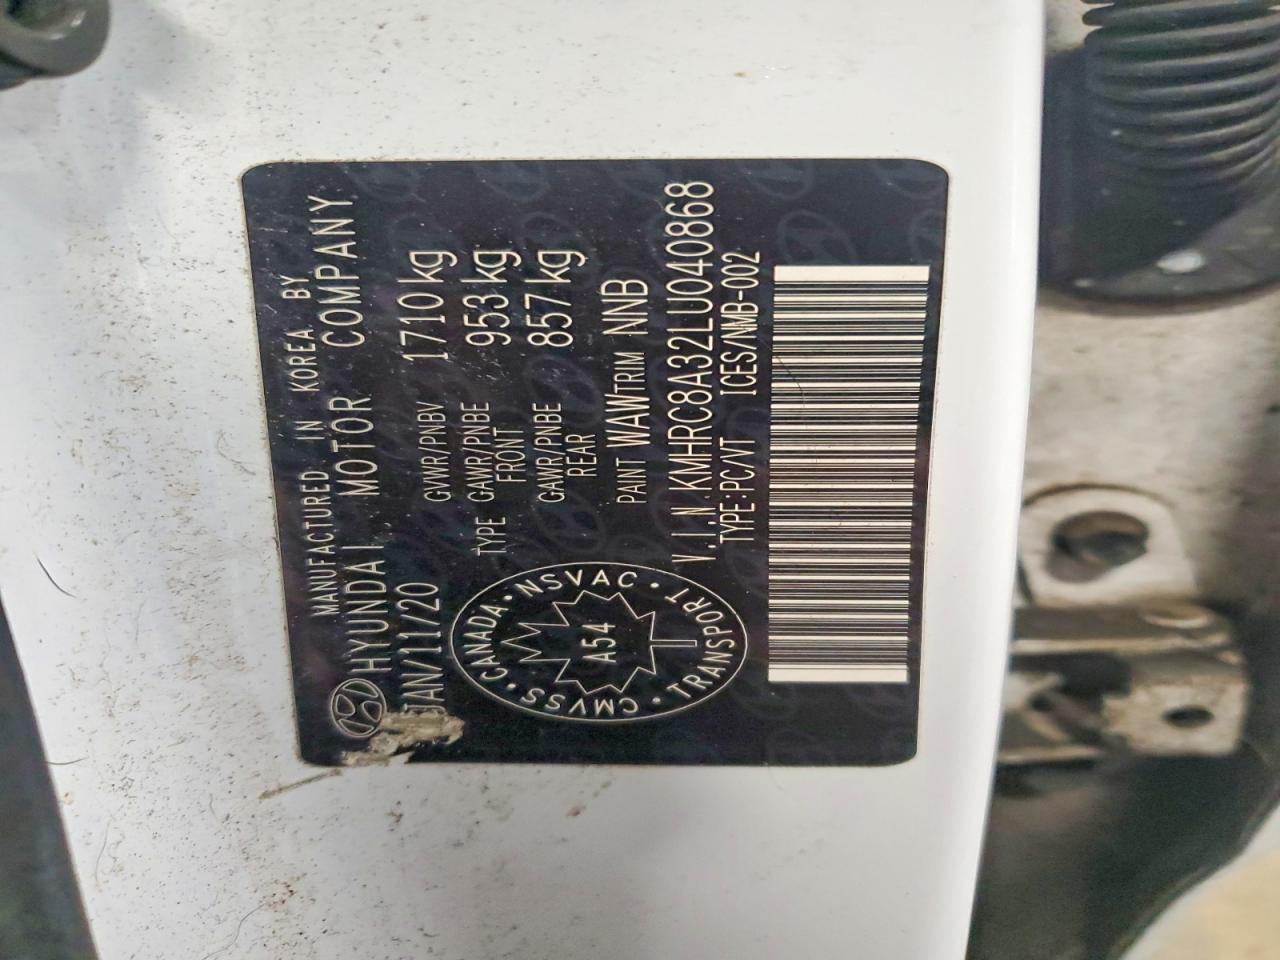 MANUFACTURED IN KOREA BY
HYUNDAI MOTOR COMPANY
JAN/11/20
GVWR/PNBV 1710 kg
TYPE GAWR/PNBE FRONT 953 kg
GAWR/PNBE REAR 857 kg
PAINT WAW TRIM NNB
V.I.N KMHRC8A32LU040868
TYPE:PC/VT ICES/NMB-002
CANADA · NSVAC · TRANSPORT · CMVSS
A54